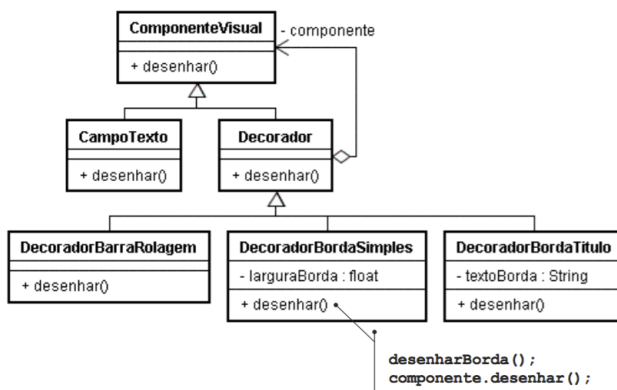 ComponenteVisual
- componente
+ desenhar()
CampoTexto
Decorador
+ desenhar()
+ desenhar()
DecoradorBarraRolagem
DecoradorBordaSimples
DecoradorBordaTitulo
- larguraBorda : float
- textoBorda : String
+ desenhar()
+ desenhar()
+ desenhar()
desenharBorda();
componente.desenhar();